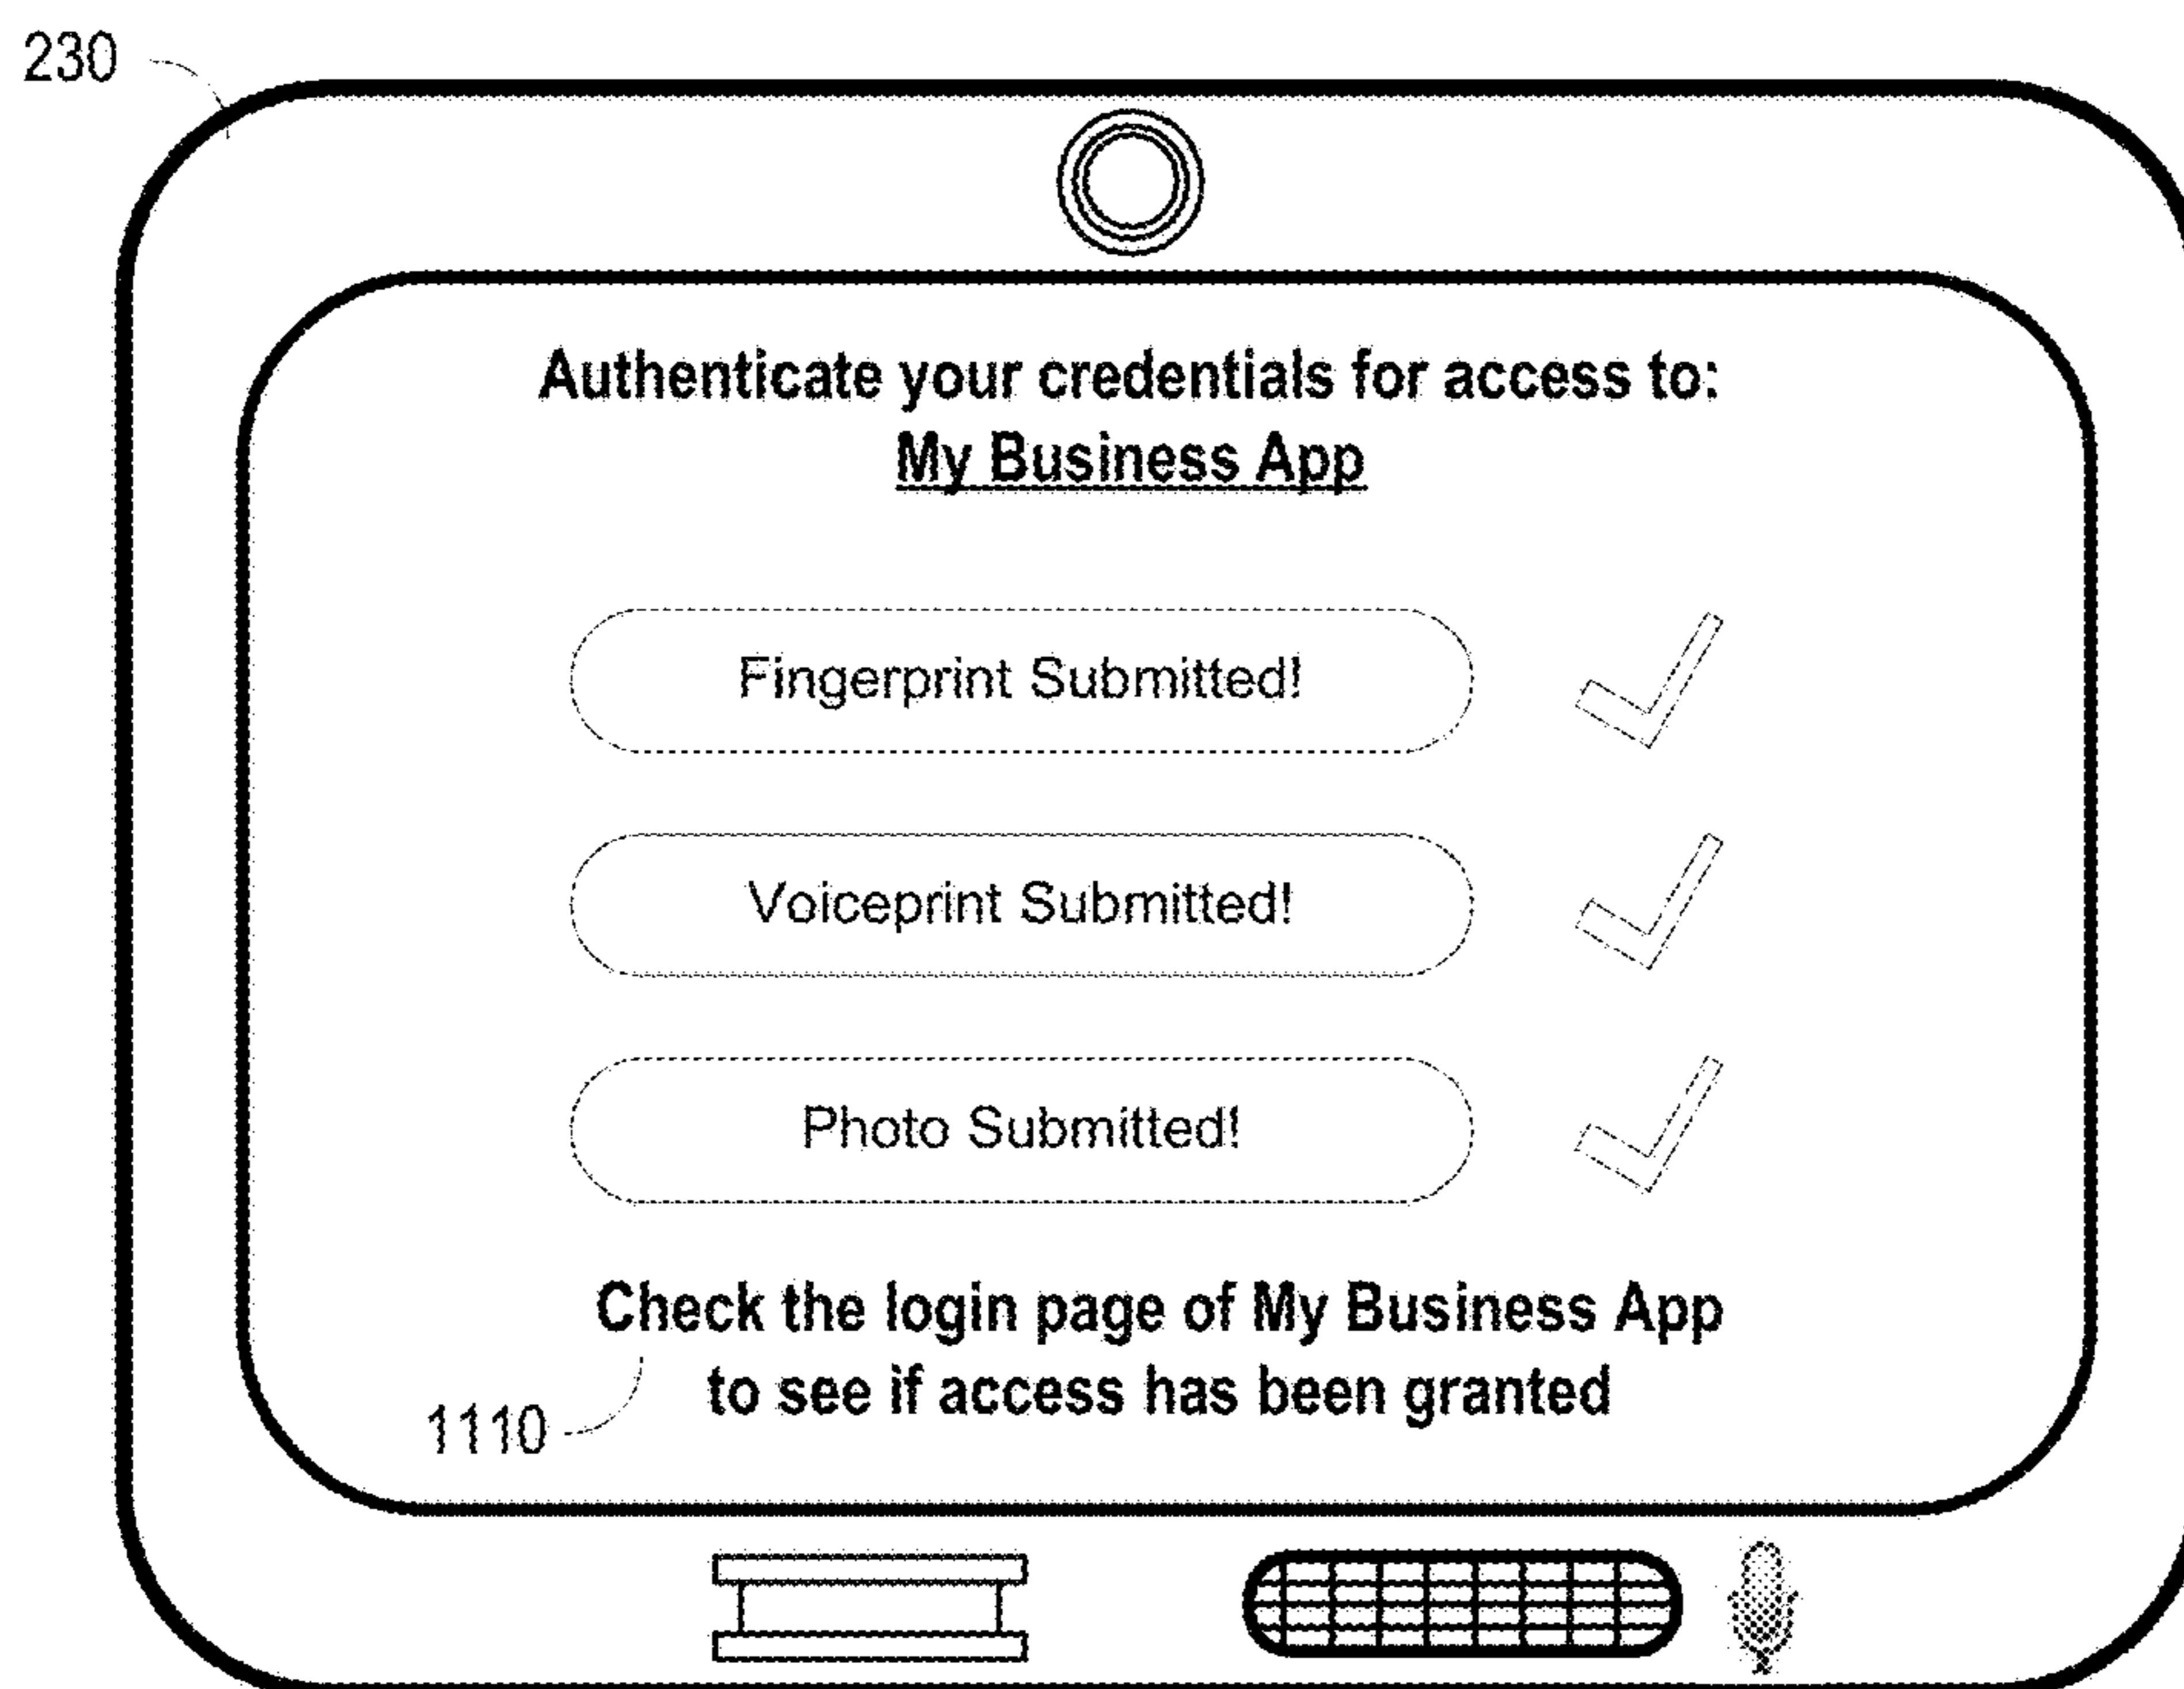 230
Authenticate your credentials for access to:
My Business App
Fingerprint Submitted!
Voiceprint Submitted!
Photo Submitted!
Check the login page of My Business App
to see if access has been granted
1110